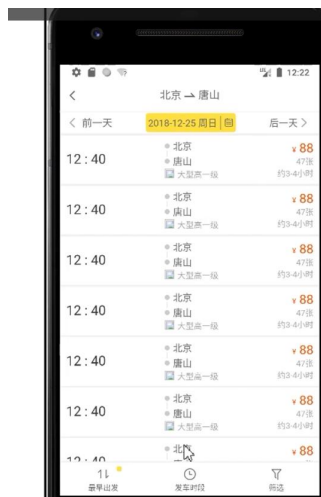 12:22
北京 → 唐山
< 前一天 2018-12-25 周日 后一天 >
12:40 北京 ¥ 88
唐山 47张
大型高一级 约3-4小时
12:40 北京 ¥ 88
唐山 47张
大型高一级 约3-4小时
12:40 北京 ¥ 88
唐山 47张
大型高一级 约3-4小时
12:40 北京 ¥ 88
唐山 47张
大型高一级 约3-4小时
12:40 北京 ¥ 88
唐山 47张
大型高一级 约3-4小时
12:40 北京 ¥ 88
唐山 47张
大型高一级 约3-4小时
12:40 北京 ¥ 88
最早出发 发车时段 筛选